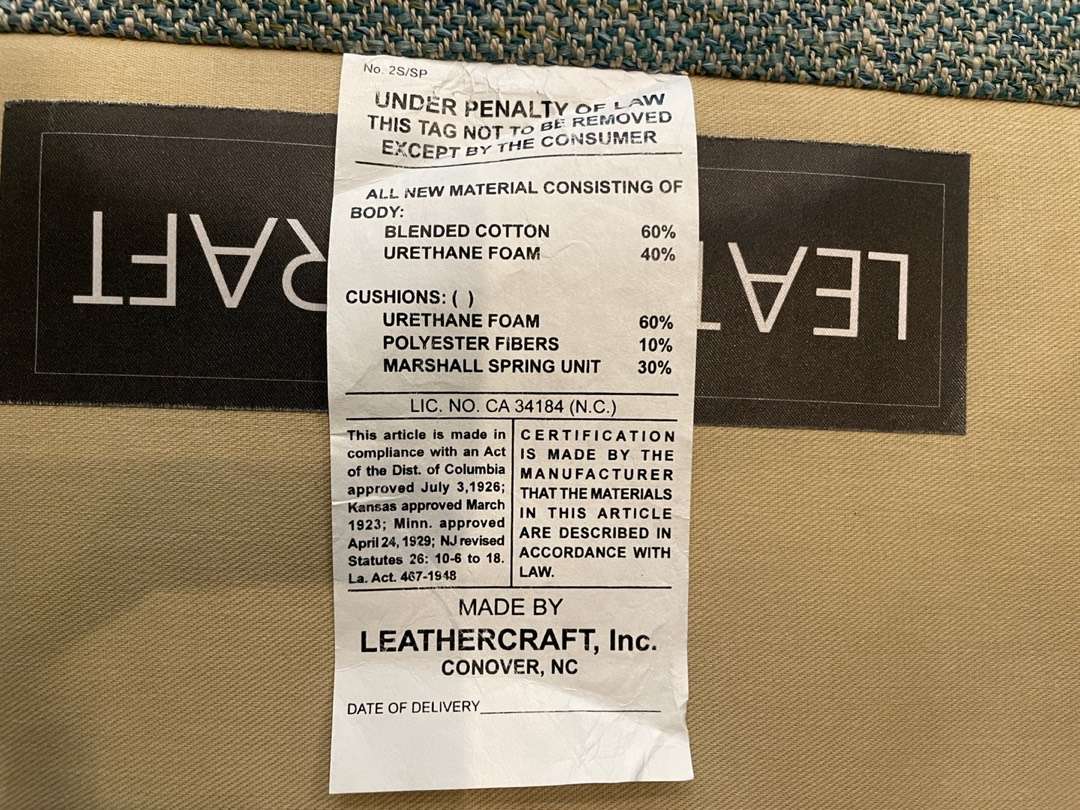 No. 2S/SP
UNDER PENALTY OF LAW
THIS TAG NOT TO BE REMOVED
EXCEPT BY THE CONSUMER
ALL NEW MATERIAL CONSISTING OF
BODY:
BLENDED COTTON 60%
URETHANE FOAM 40%
CUSHIONS: ( )
URETHANE FOAM 60%
POLYESTER FIBERS 10%
MARSHALL SPRING UNIT 30%
LIC. NO. CA 34184 (N.C.)
This article is made in
compliance with an Act
of the Dist. of Columbia
approved July 3,1926;
Kansas approved March
1923; Minn. approved
April 24, 1929; NJ revised
Statutes 26: 10-6 to 18.
La. Act. 467-1948
CERTIFICATION
IS MADE BY THE
MANUFACTURER
THAT THE MATERIALS
IN THIS ARTICLE
ARE DESCRIBED IN
ACCORDANCE WITH
LAW.
MADE BY
LEATHERCRAFT, Inc.
CONOVER, NC
DATE OF DELIVERY
LEA RAFT